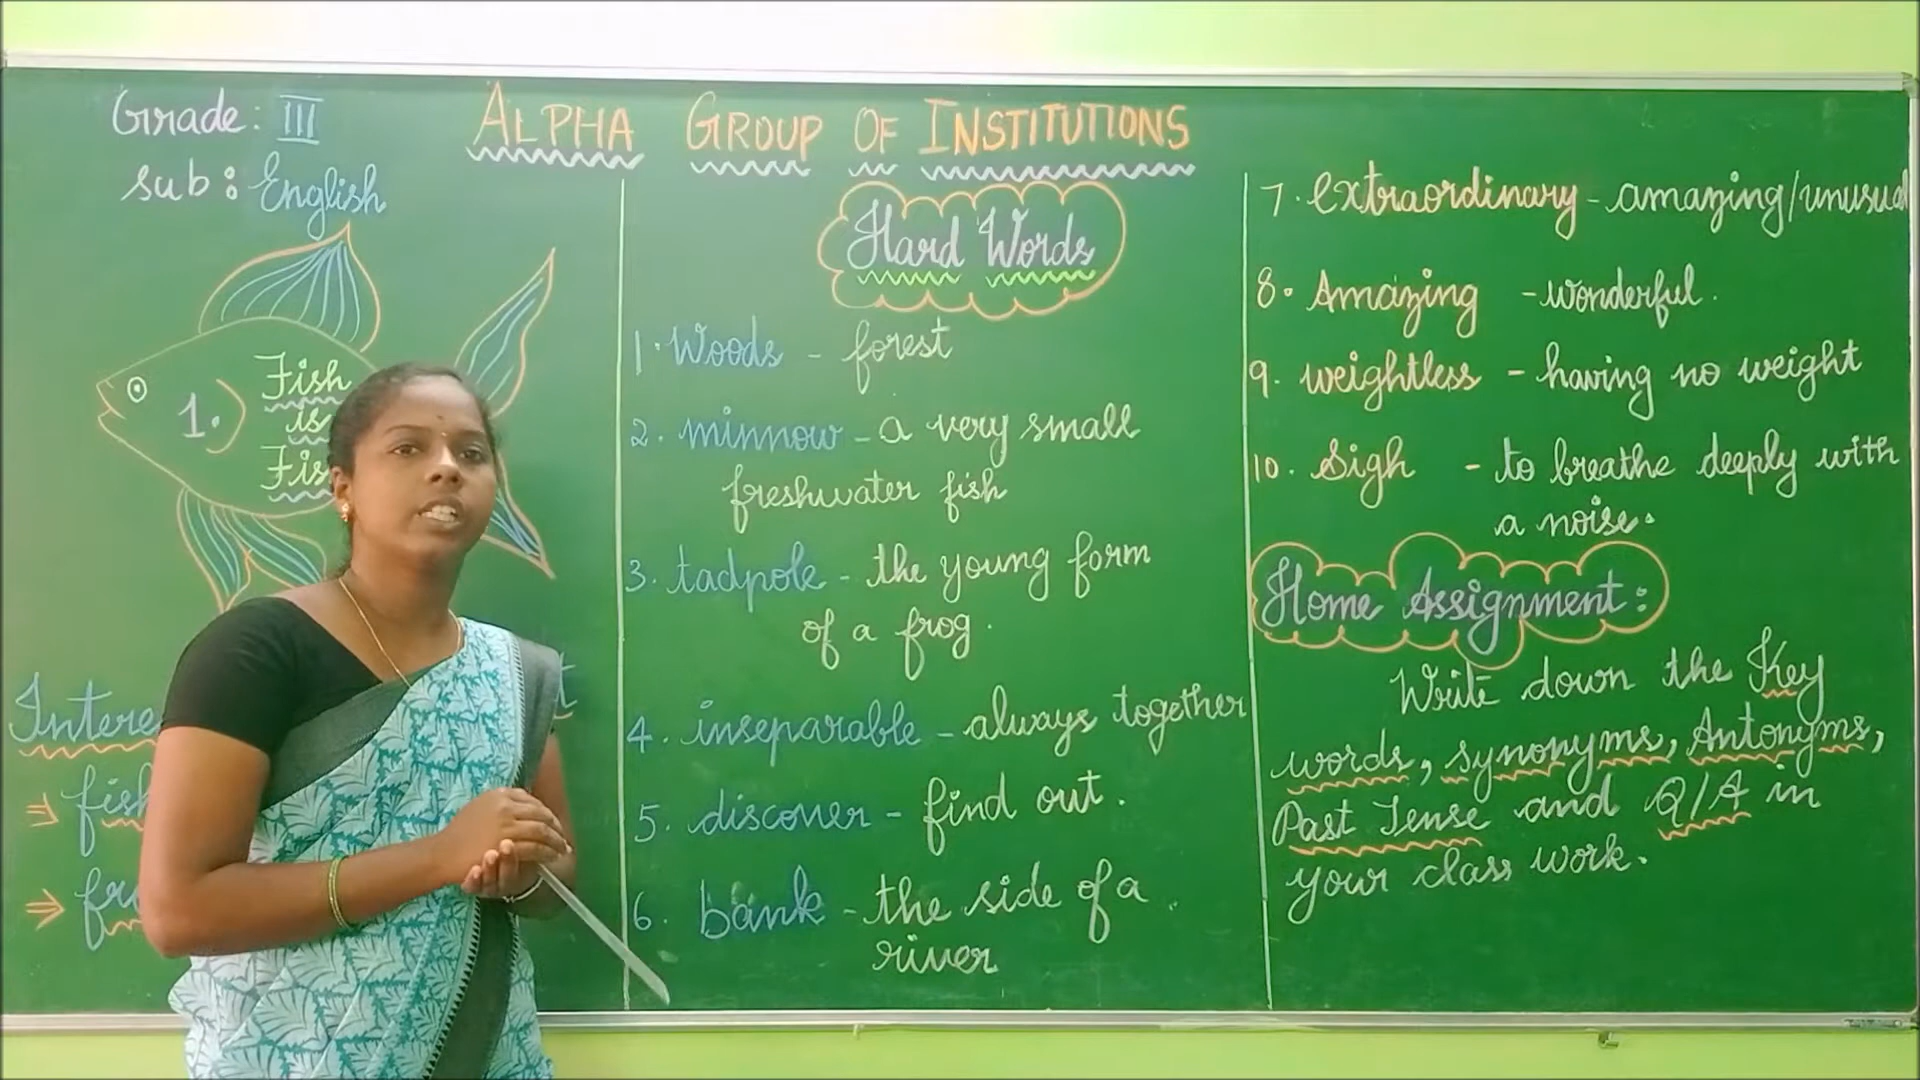 Grade: III
Sub: English
ALPHA GROUP OF INSTITUTIONS
1. Fish
is
Hard Words
1. Woods - forest
2. minnow - a very small
freshwater fish
3. tadpole - the young form
of a frog.
4. inseparable - always together
5. discover - find out.
6. bank - the side of a
river
7. extraordinary - amazing/unusual
8. Amazing - wonderful.
9. weightless - having no weight
10. Sigh - to breathe deeply with
a noise.
Home Assignment:
Write down the Key
words, synonyms, Antonyms,
Past Tense and Q/A in
your class work.